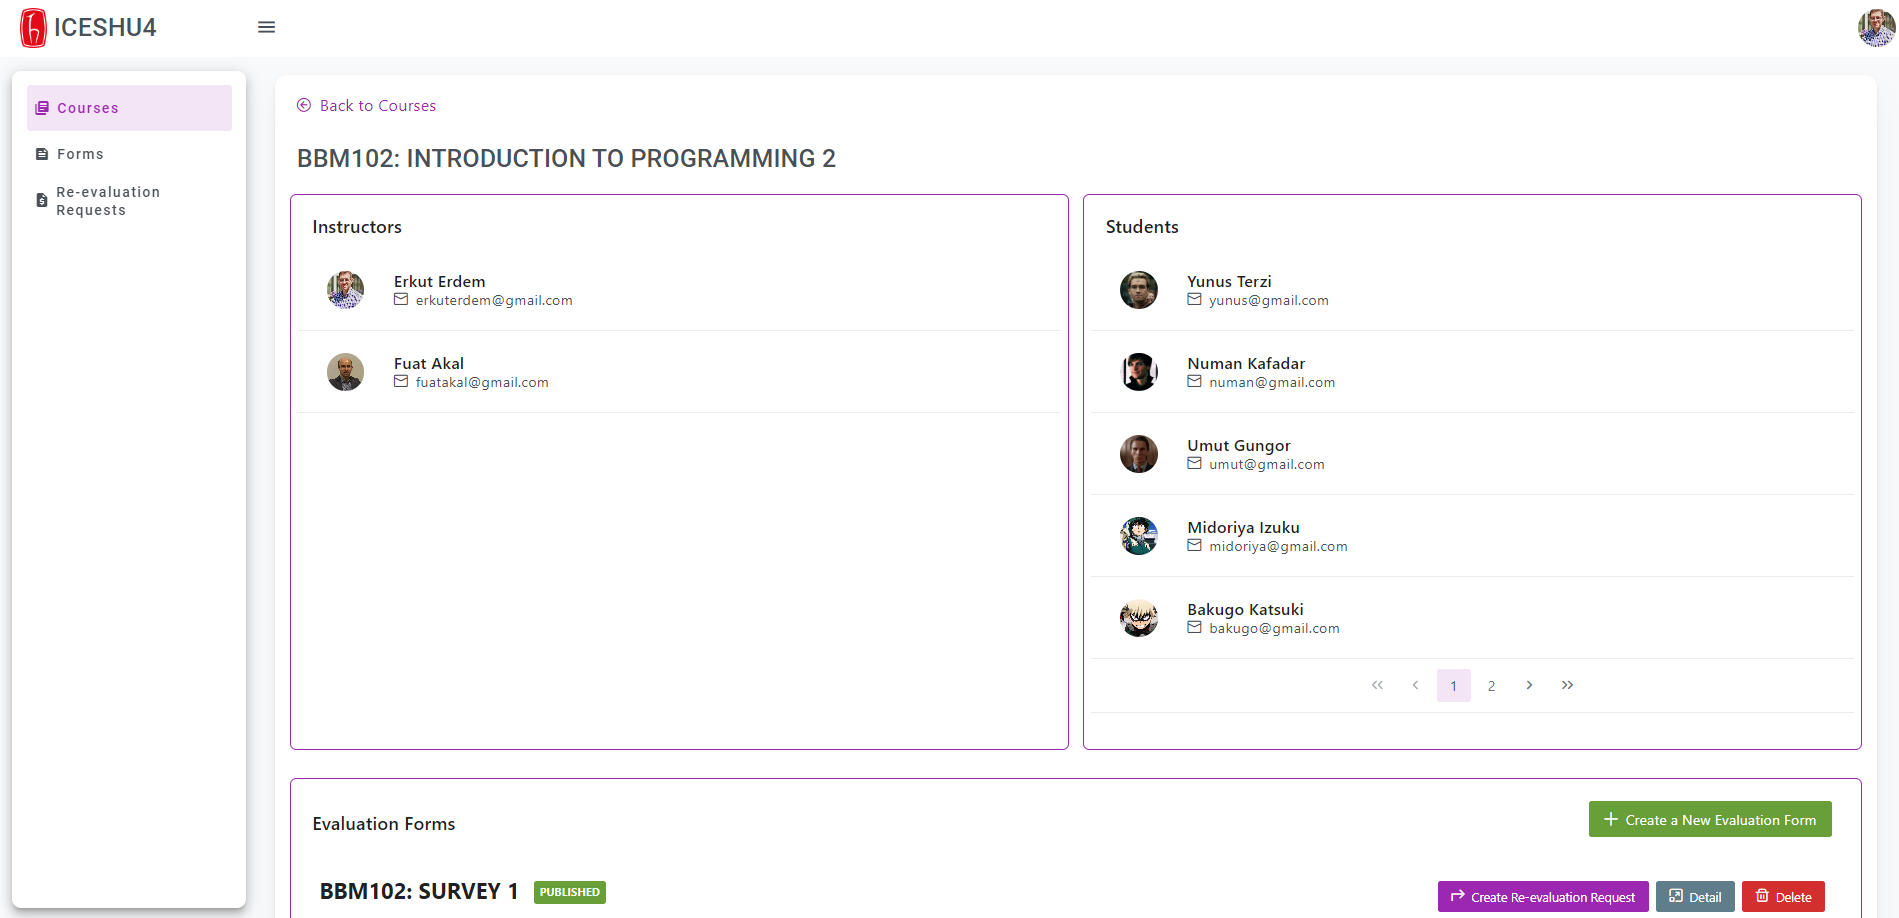 ICESHU4
Courses
Forms
Re-evaluation
Requests
Back to Courses
BBM102: INTRODUCTION TO PROGRAMMING 2
Instructors
Erkut Erdem
erkuterdem@gmail.com
Fuat Akal
fuatakal@gmail.com
Students
Yunus Terzi
yunus@gmail.com
Numan Kafadar
numan@gmail.com
Umut Gungor
umut@gmail.com
Midoriya Izuku
midoriya@gmail.com
Bakugo Katsuki
bakugo@gmail.com
<< < 1 2 > >>
Evaluation Forms
+ Create a New Evaluation Form
BBM102: SURVEY 1 PUBLISHED
Create Re-evaluation Request Detail Delete